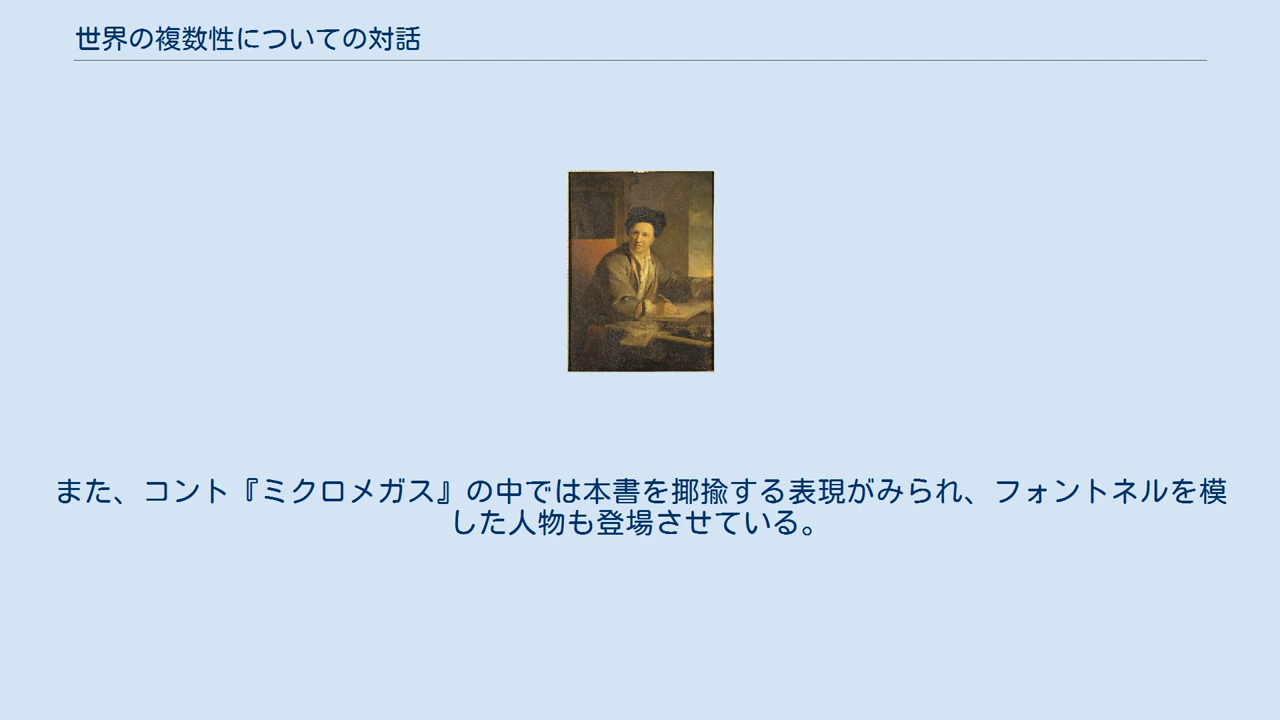 世界の複数性についての対話
また、コント『ミクロメガス』の中では本書を揶揄する表現がみられ、フォントネルを模
した人物も登場させている。